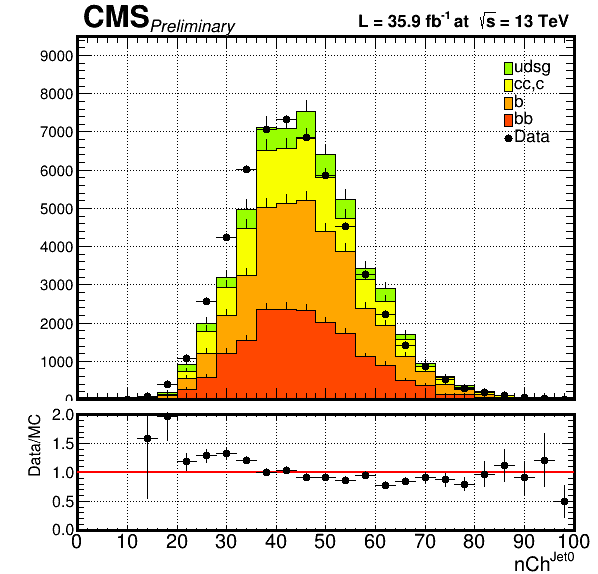 CMS Preliminary L = 35.9 fb⁻¹ at √s = 13 TeV
9000
8000
7000
6000
5000
4000
3000
2000
1000
0
udsg
cc,c
b
bb
Data
Data/MC
2.0
1.5
1.0
0.5
0.0
0 10 20 30 40 50 60 70 80 90 100
nCh^Jet0